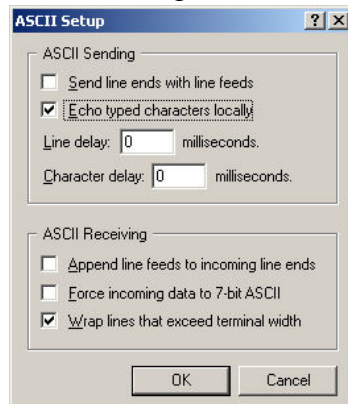 ASCII Setup
ASCII Sending
Send line ends with line feeds
Echo typed characters locally
Line delay: 0 milliseconds.
Character delay: 0 milliseconds.
ASCII Receiving
Append line feeds to incoming line ends
Force incoming data to 7-bit ASCII
Wrap lines that exceed terminal width
OK Cancel